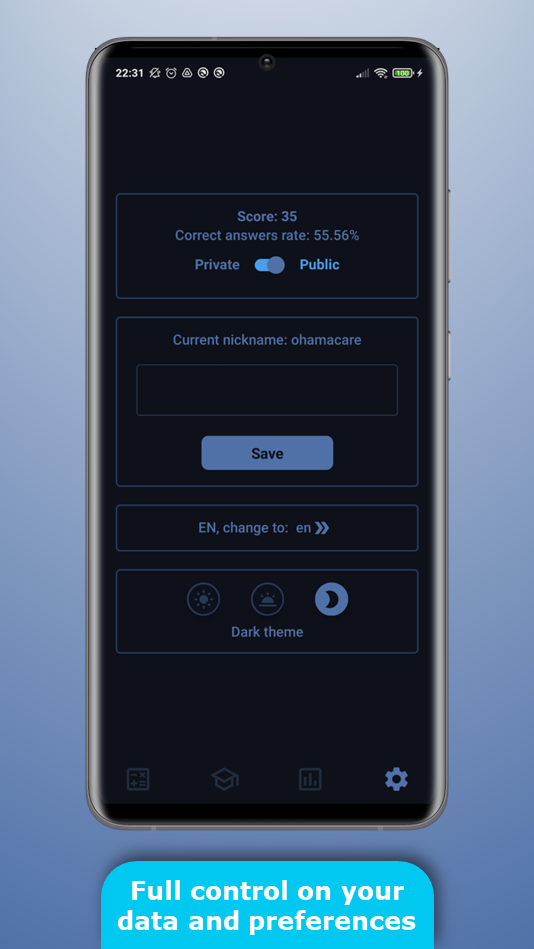 22:31
100
Score: 35
Correct answers rate: 55.56%
Private Public
Current nickname: ohamacare
Save
EN, change to: en
Dark theme
Full control on your
data and preferences